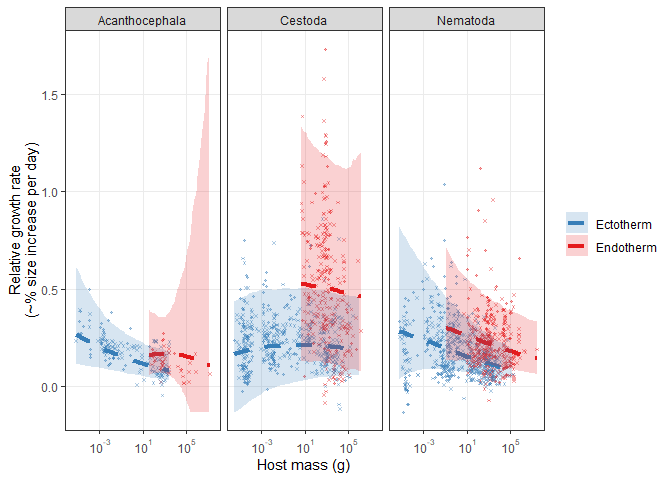 Acanthocephala Cestoda Nematoda
Relative growth rate
(~% size increase per day)
1.5
1.0
0.5
0.0
10⁻³ 10¹ 10⁵ 10⁻³ 10¹ 10⁵ 10⁻³ 10¹ 10⁵
Host mass (g)
Ectotherm
Endotherm